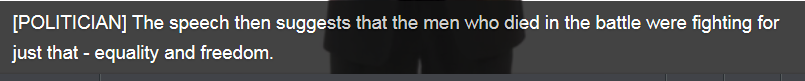 [POLITICIAN] The speech then suggests that the men who died in the battle were fighting for
just that - equality and freedom.